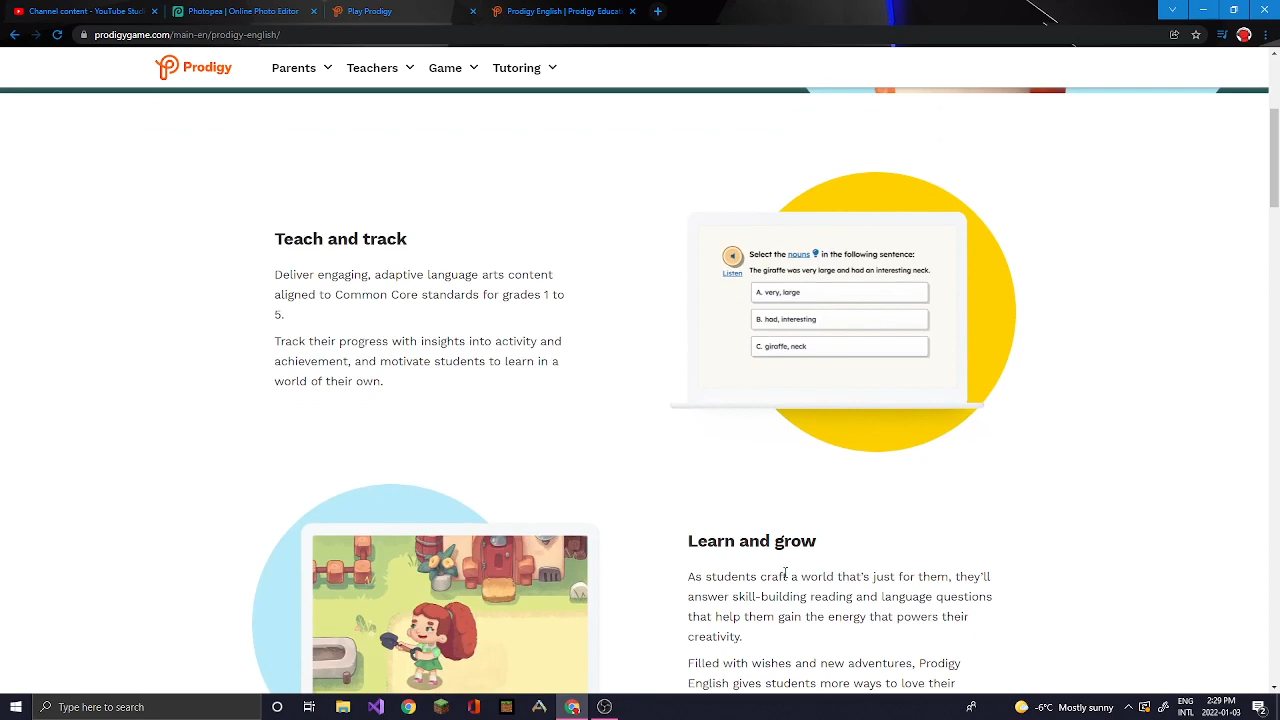 Channel content - YouTube Studio
Photopea | Online Photo Editor
Play Prodigy
Prodigy English | Prodigy Educat
prodigygame.com/main-en/prodigy-english/
Prodigy
Parents
Teachers
Game
Tutoring
Teach and track
Deliver engaging, adaptive language arts content
aligned to Common Core standards for grades 1 to
5.
Track their progress with insights into activity and
achievement, and motivate students to learn in a
world of their own.
Listen
Select the nouns in the following sentence:
The giraffe was very large and had an interesting neck.
A. very, large
B. had, interesting
C. giraffe, neck
Learn and grow
As students craft a world that's just for them, they'll
answer skill-building reading and language questions
that help them gain the energy that powers their
creativity.
Filled with wishes and new adventures, Prodigy
English gives students more ways to love their
Type here to search
-6°C Mostly sunny
ENG
INTL
2:29 PM
2022-01-03
2